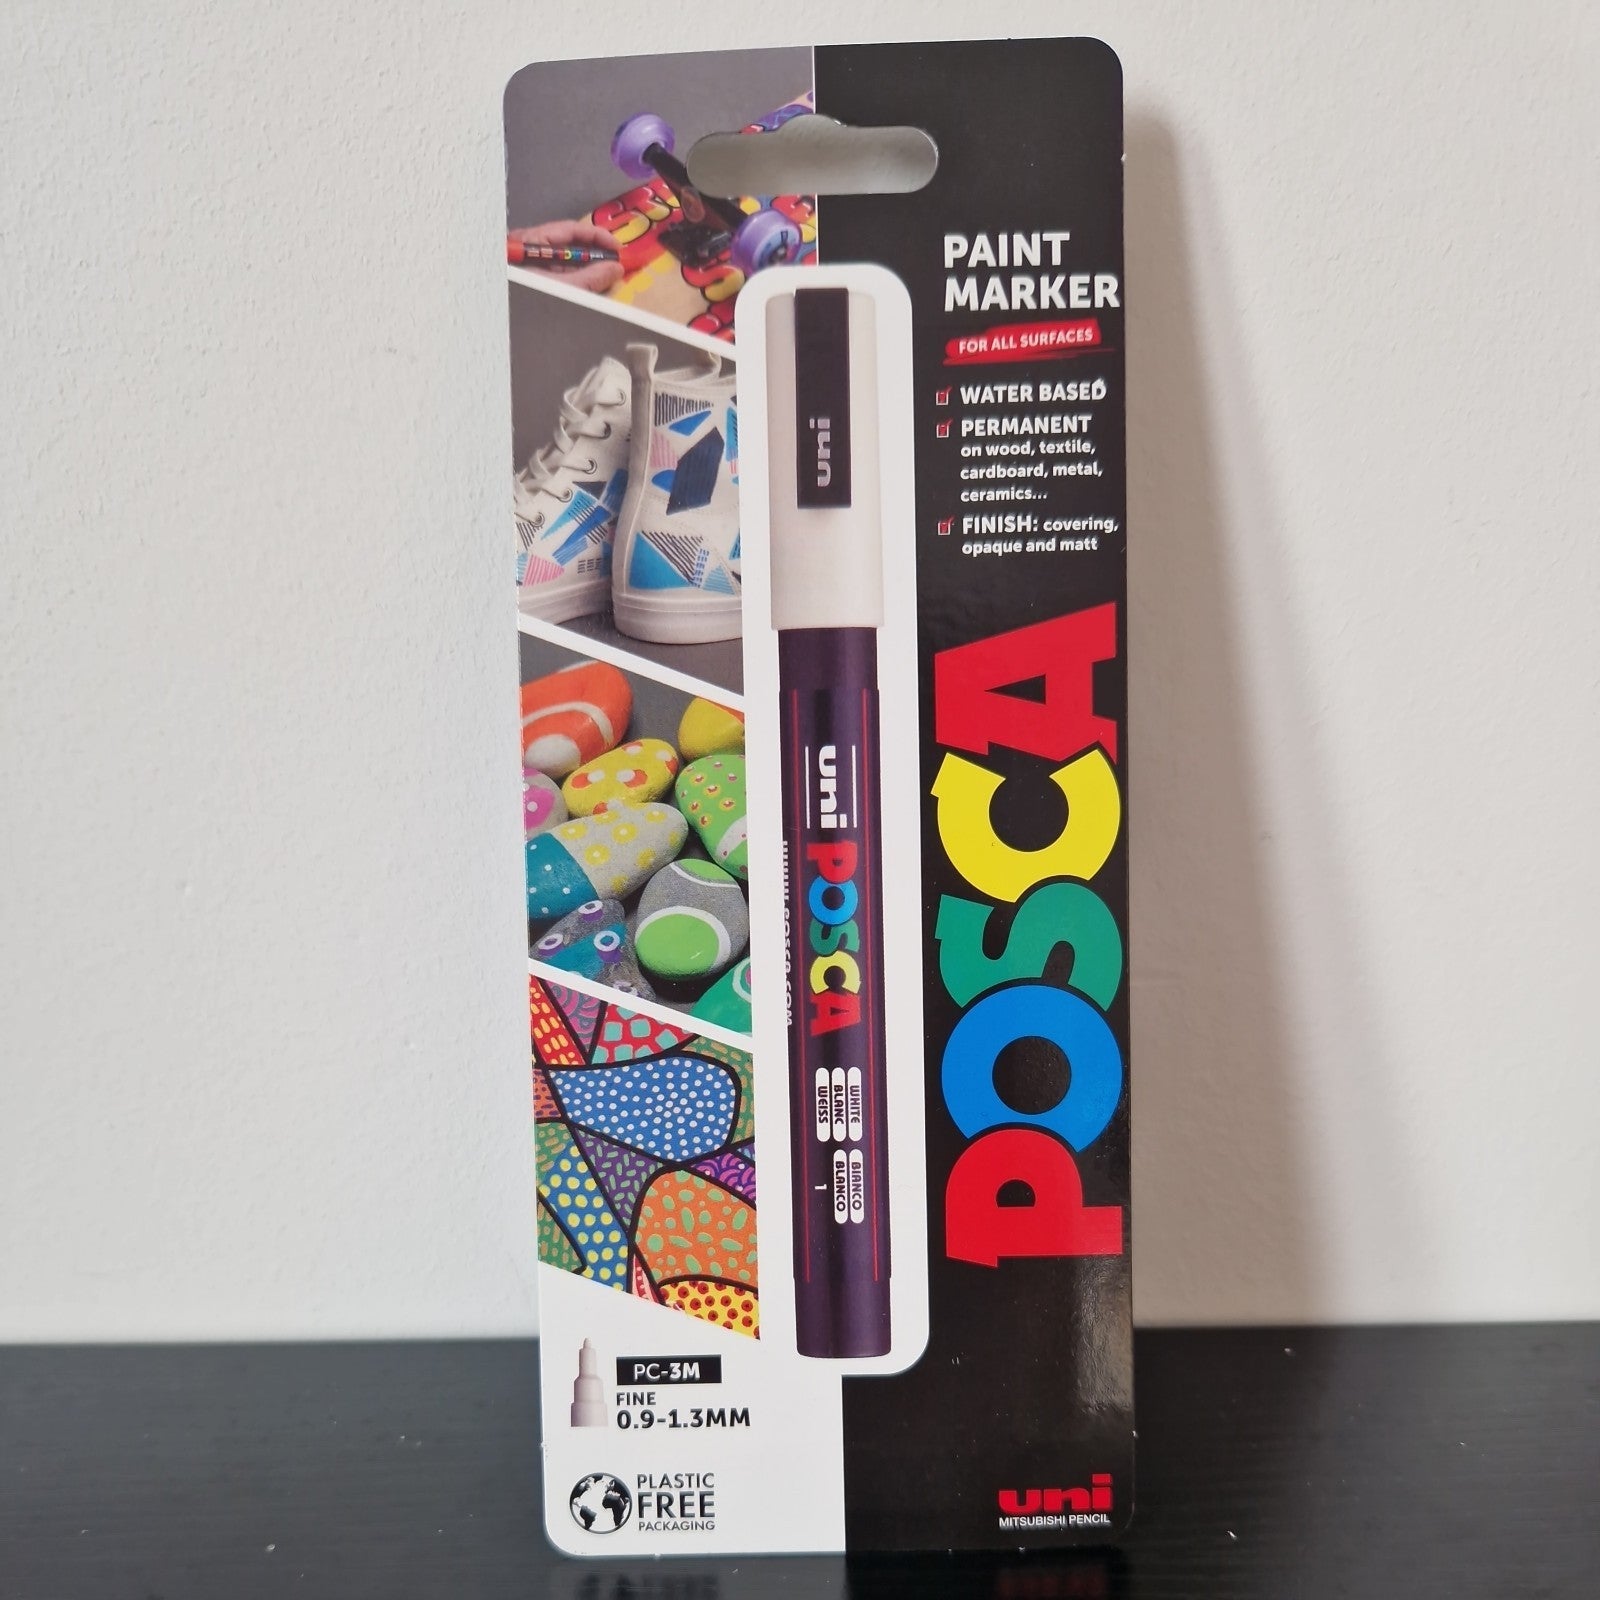 PAINT
MARKER
FOR ALL SURFACES
WATER BASED
PERMANENT
on wood, textile,
cardboard, metal,
ceramics...
FINISH: covering,
opaque and matt
POSCA
uni
uni POSCA
www.posca.com
WHITE
BLANC
WEISS
BIANCO
BLANCO
1
PC-3M
FINE
0.9-1.3MM
PLASTIC
FREE
PACKAGING
uni
MITSUBISHI PENCIL